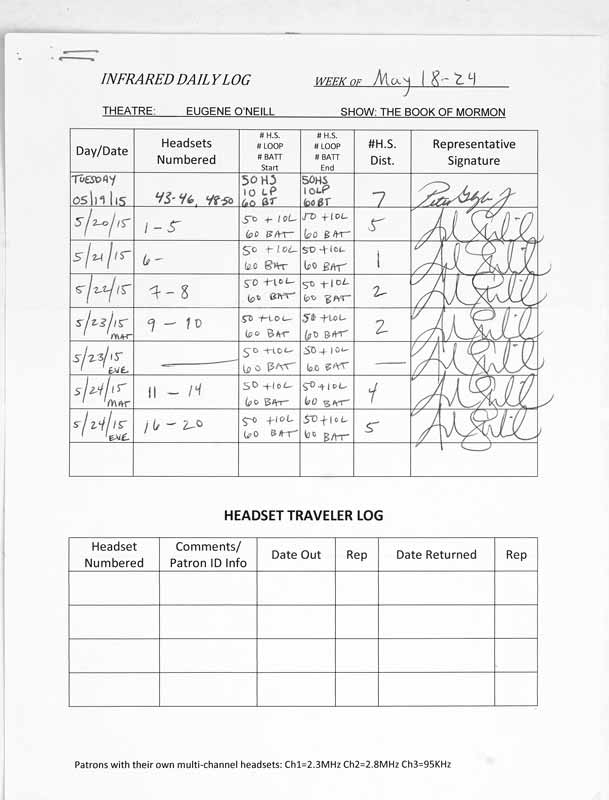 INFRARED DAILY LOG WEEK OF May 18-24
THEATRE: EUGENE O'NEILL SHOW: THE BOOK OF MORMON
Day/Date Headsets Numbered # H.S. # LOOP # BATT Start # H.S. # LOOP # BATT End #H.S. Dist. Representative Signature
TUESDAY 05/19/15 43-46, 48-50 50 HS 10 LP 60 BT 50HS 10LP 60BT 7
5/20/15 1-5 50 + 10L 60 BAT 50 +10L 60 BAT 5
5/21/15 6- 50 +10L 60 BAT 50 +10L 60 BAT 1
5/22/15 7-8 50 +10L 60 BAT 50 +10L 60 BAT 2
5/23/15 MAT 9-10 50 +10L 60 BAT 50 +10L 60 BAT 2
5/23/15 EVE — 50 +10L 60 BAT 50 +10L 60 BAT —
5/24/15 MAT 11-14 50 +10L 60 BAT 50 +10L 60 BAT 4
5/24/15 EVE 16-20 50 +10L 60 BAT 50 +10L 60 BAT 5
HEADSET TRAVELER LOG
Headset Numbered Comments/ Patron ID Info Date Out Rep Date Returned Rep
Patrons with their own multi-channel headsets: Ch1=2.3MHz Ch2=2.8MHz Ch3=95KHz